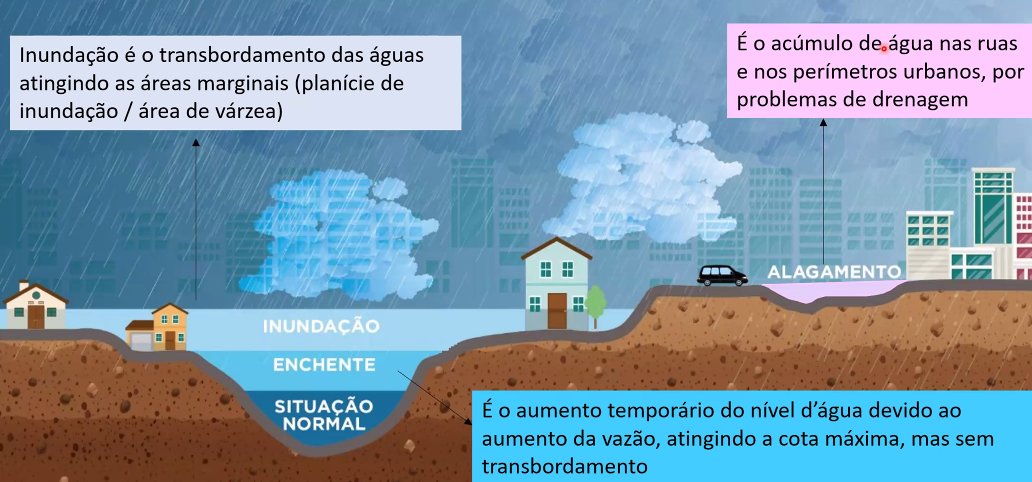 Inundação é o transbordamento das águas
atingindo as áreas marginais (planície de
inundação / área de várzea)
É o acúmulo de água nas ruas
e nos perímetros urbanos, por
problemas de drenagem
ALAGAMENTO
INUNDAÇÃO
ENCHENTE
SITUAÇÃO
NORMAL
É o aumento temporário do nível d’água devido ao
aumento da vazão, atingindo a cota máxima, mas sem
transbordamento